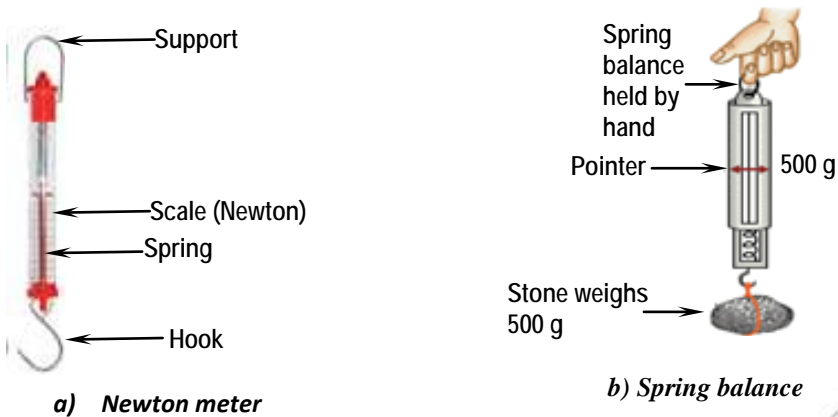 Support
Scale (Newton)
Spring
Hook
a) Newton meter
Spring
balance
held by
hand
Pointer
500 g
Stone weighs
500 g
b) Spring balance